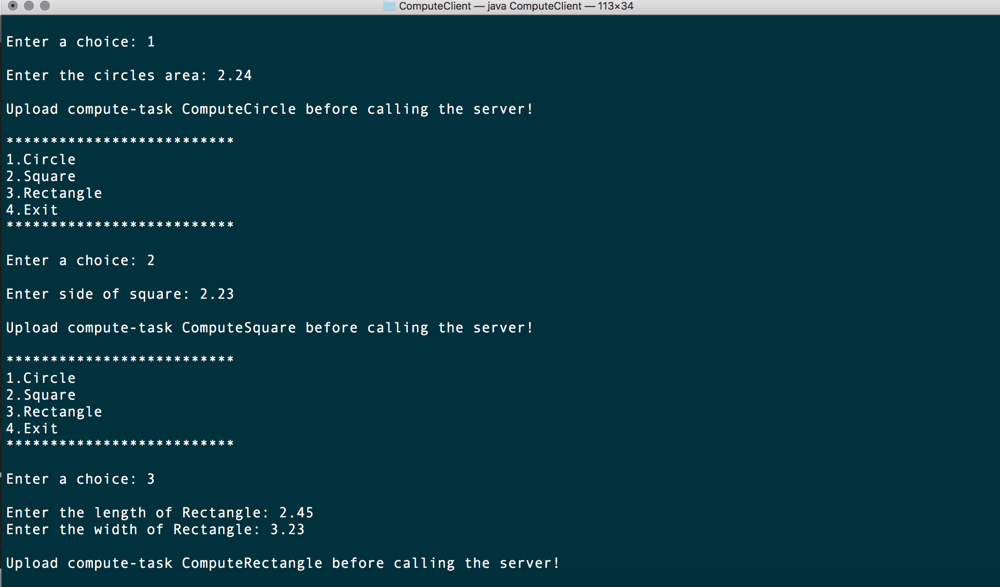 ComputeClient — java ComputeClient — 113×34
Enter a choice: 1
Enter the circles area: 2.24
Upload compute-task ComputeCircle before calling the server!
**************************
1.Circle
2.Square
3.Rectangle
4.Exit
**************************
Enter a choice: 2
Enter side of square: 2.23
Upload compute-task ComputeSquare before calling the server!
**************************
1.Circle
2.Square
3.Rectangle
4.Exit
**************************
Enter a choice: 3
Enter the length of Rectangle: 2.45
Enter the width of Rectangle: 3.23
Upload compute-task ComputeRectangle before calling the server!